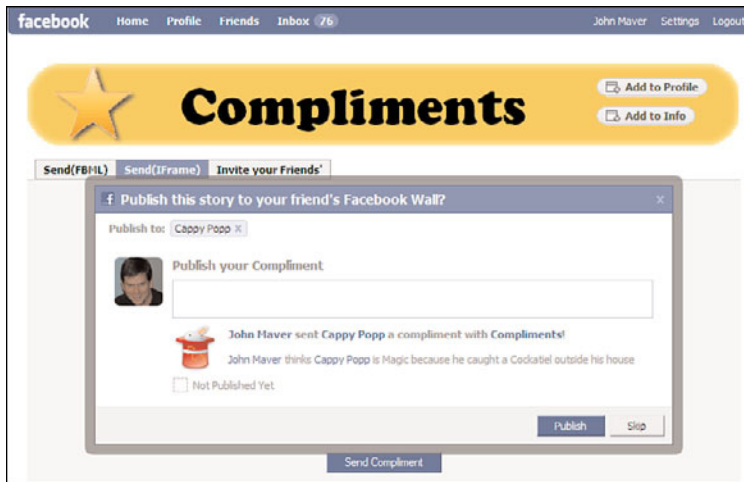 facebook Home Profile Friends Inbox 76 John Maver Settings Logout
Compliments
Add to Profile
Add to Info
Send(FBML) Send(IFrame) Invite your Friends'
f Publish this story to your friend's Facebook Wall? x
Publish to: Cappy Popp x
Publish your Compliment
John Maver sent Cappy Popp a compliment with Compliments!
John Maver thinks Cappy Popp is Magic because he caught a Cockatiel outside his house
Not Published Yet
Publish Skip
Send Compliment